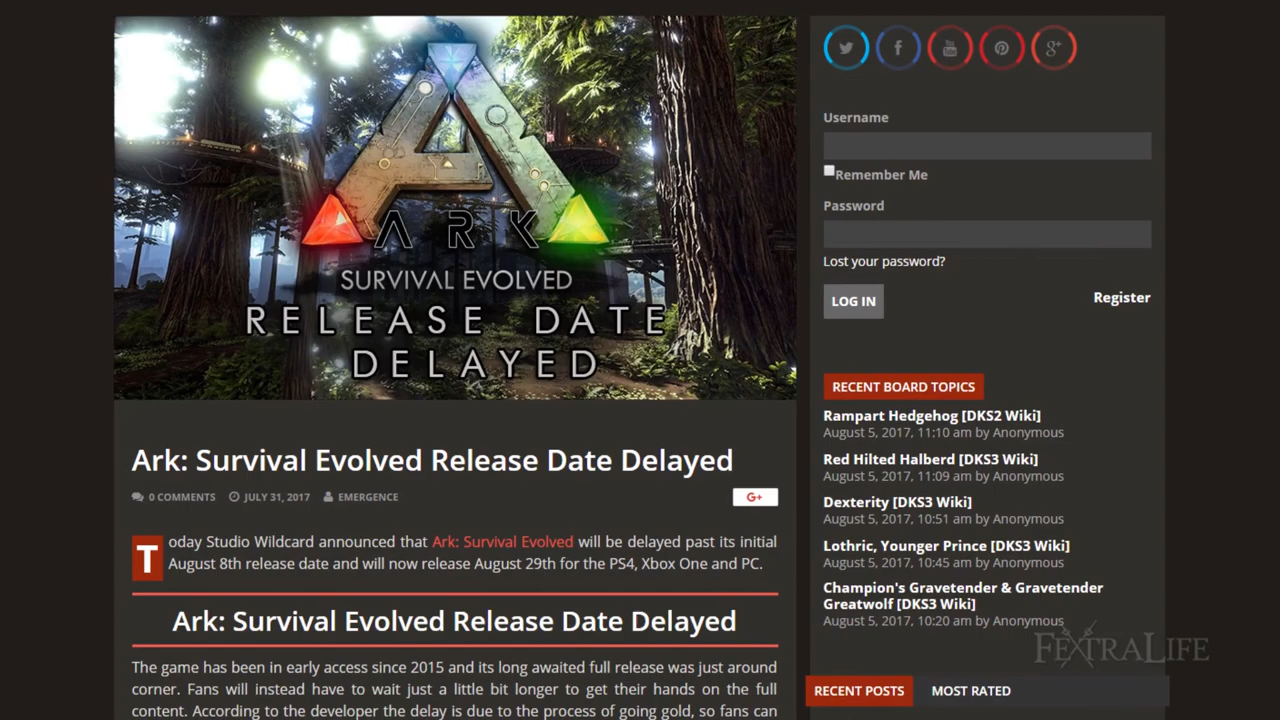 ARK
SURVIVAL EVOLVED
RELEASE DATE
DELAYED
Ark: Survival Evolved Release Date Delayed
0 COMMENTS JULY 31, 2017 EMERGENCE
G+
Today Studio Wildcard announced that Ark: Survival Evolved will be delayed past its initial
August 8th release date and will now release August 29th for the PS4, Xbox One and PC.
Ark: Survival Evolved Release Date Delayed
The game has been in early access since 2015 and its long awaited full release was just around
corner. Fans will instead have to wait just a little bit longer to get their hands on the full
content. According to the developer the delay is due to the process of going gold, so fans can
Username
Remember Me
Password
Lost your password?
LOG IN
Register
RECENT BOARD TOPICS
Rampart Hedgehog [DKS2 Wiki]
August 5, 2017, 11:10 am by Anonymous
Red Hilted Halberd [DKS3 Wiki]
August 5, 2017, 11:09 am by Anonymous
Dexterity [DKS3 Wiki]
August 5, 2017, 10:51 am by Anonymous
Lothric, Younger Prince [DKS3 Wiki]
August 5, 2017, 10:45 am by Anonymous
Champion's Gravetender & Gravetender
Greatwolf [DKS3 Wiki]
August 5, 2017, 10:20 am by Anonymous
FEXTRALIFE
RECENT POSTS MOST RATED